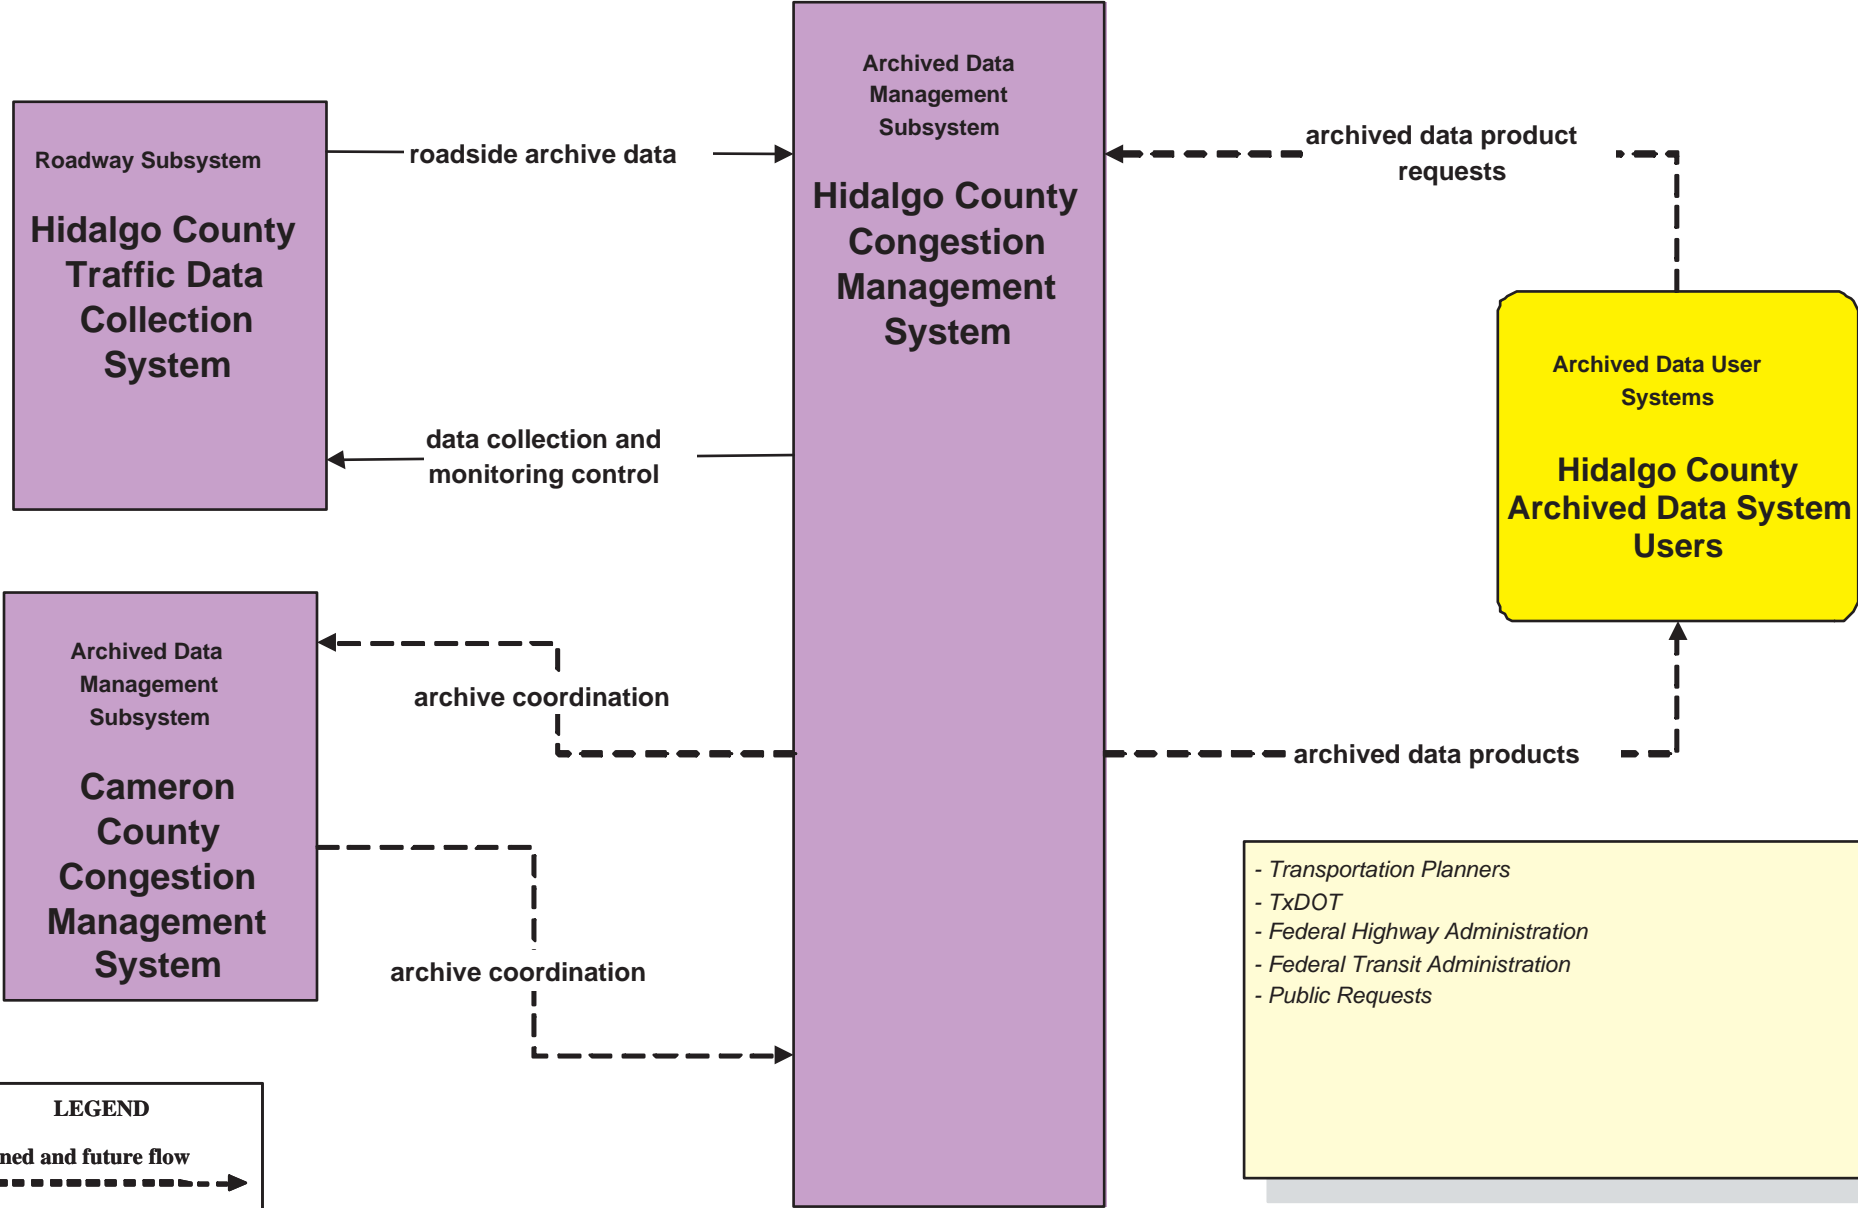 Roadway Subsystem
Hidalgo County
Traffic Data
Collection
System
roadside archive data
data collection and
monitoring control
Archived Data
Management
Subsystem
Hidalgo County
Congestion
Management
System
archived data product
requests
Archived Data User
Systems
Hidalgo County
Archived Data System
Users
archived data products
Archived Data
Management
Subsystem
Cameron
County
Congestion
Management
System
archive coordination
archive coordination
- Transportation Planners
- TxDOT
- Federal Highway Administration
- Federal Transit Administration
- Public Requests
LEGEND
and future flow